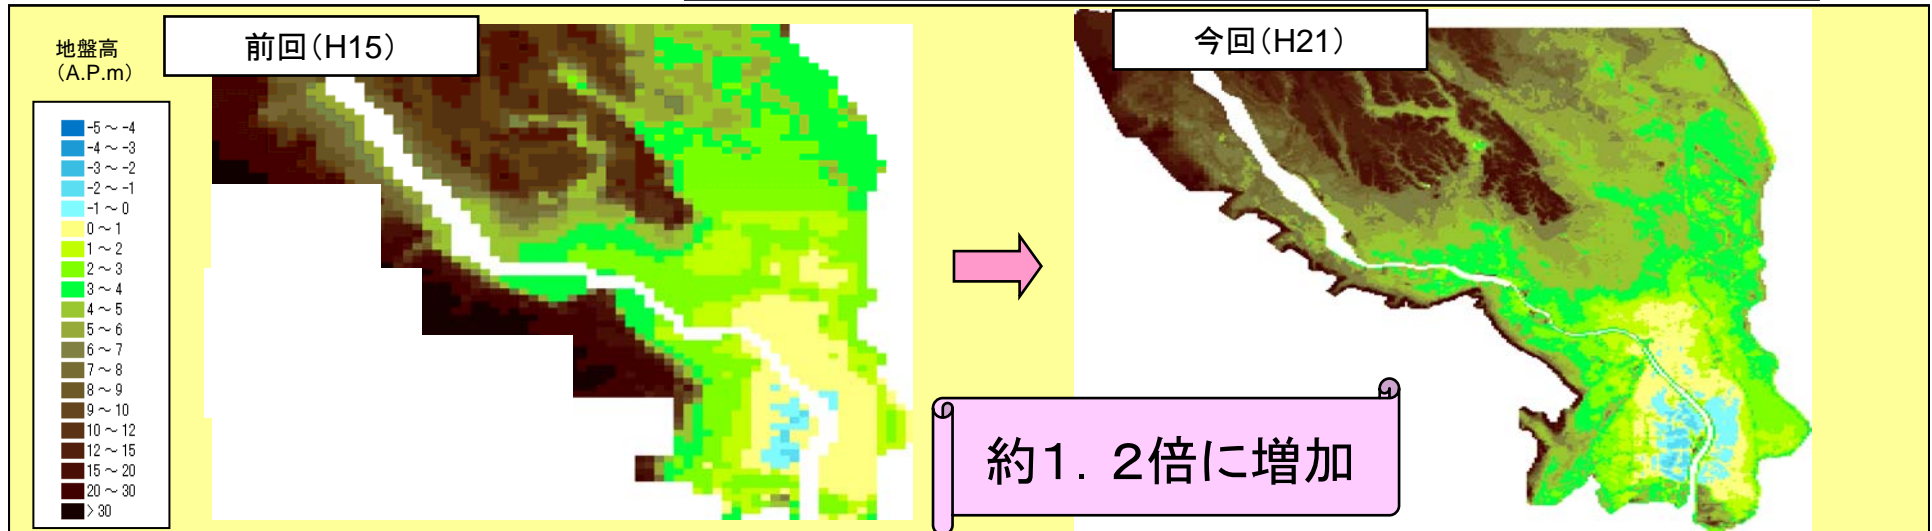 地盤高
（A.P.m）
前回（H15）
今回（H21）
-5 ～ -4
-4 ～ -3
-3 ～ -2
-2 ～ -1
-1 ～ 0
0 ～ 1
1 ～ 2
2 ～ 3
3 ～ 4
4 ～ 5
5 ～ 6
6 ～ 7
7 ～ 8
8 ～ 9
9 ～ 10
10 ～ 12
12 ～ 15
15 ～ 20
20 ～ 30
> 30
約１．２倍に増加